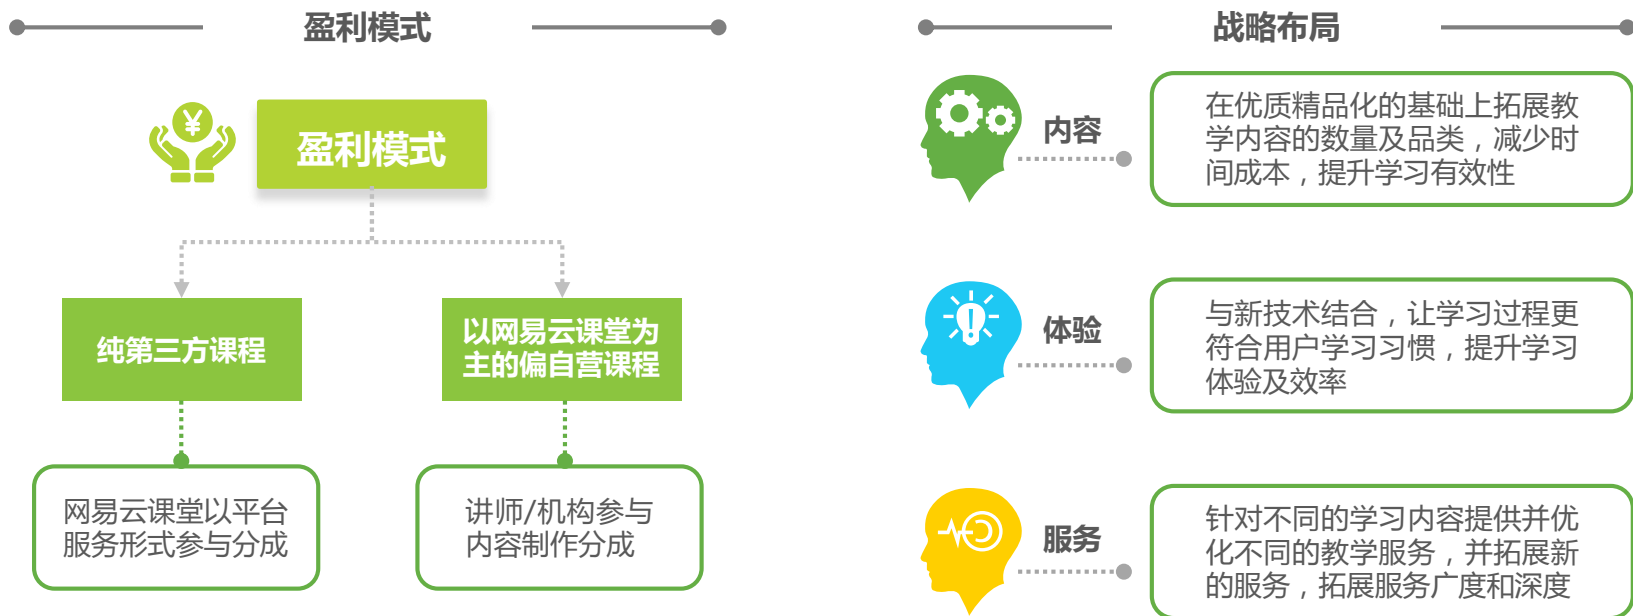 盈利模式
¥
盈利模式
纯第三方课程
以网易云课堂为
主的偏自营课程
网易云课堂以平台
服务形式参与分成
讲师/机构参与
内容制作分成
战略布局
内容
在优质精品化的基础上拓展教
学内容的数量及品类，减少时
间成本，提升学习有效性
体验
与新技术结合，让学习过程更
符合用户学习习惯，提升学习
体验及效率
服务
针对不同的学习内容提供并优
化不同的教学服务，并拓展新
的服务，拓展服务广度和深度